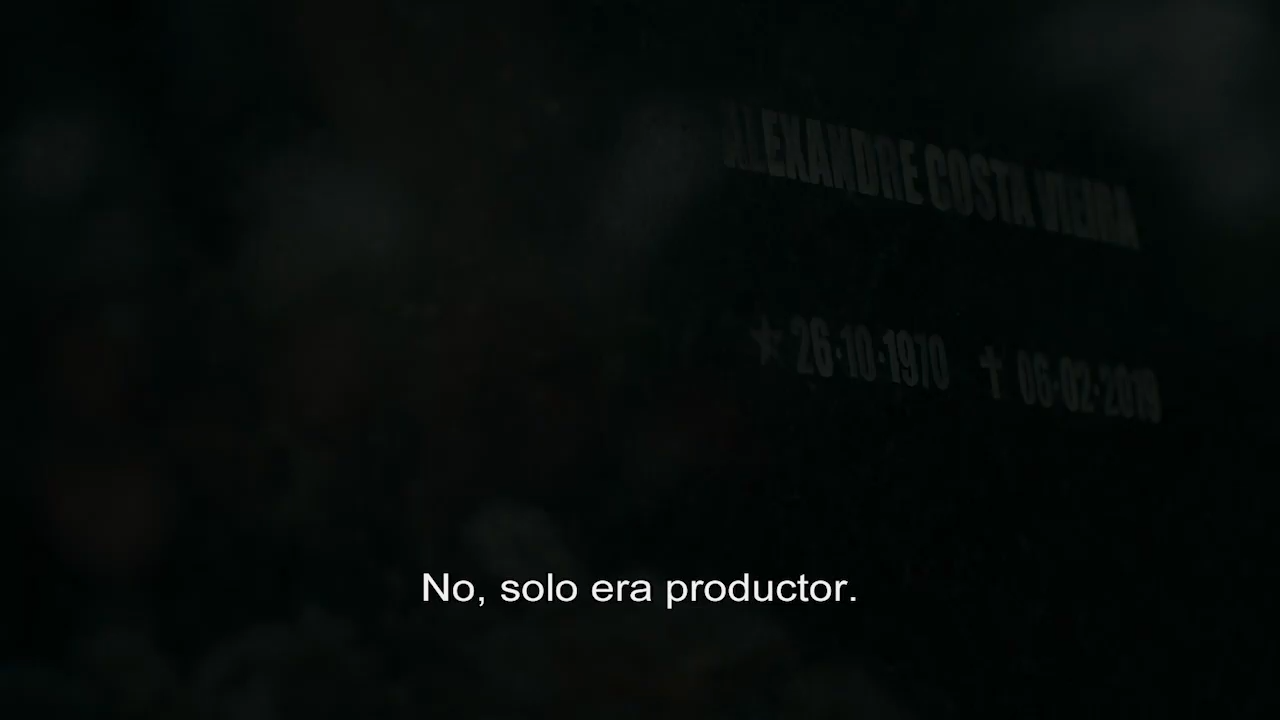 ALEXANDRE COSTA VIEIRA
26·10·1970 06·02·2019
No, solo era productor.